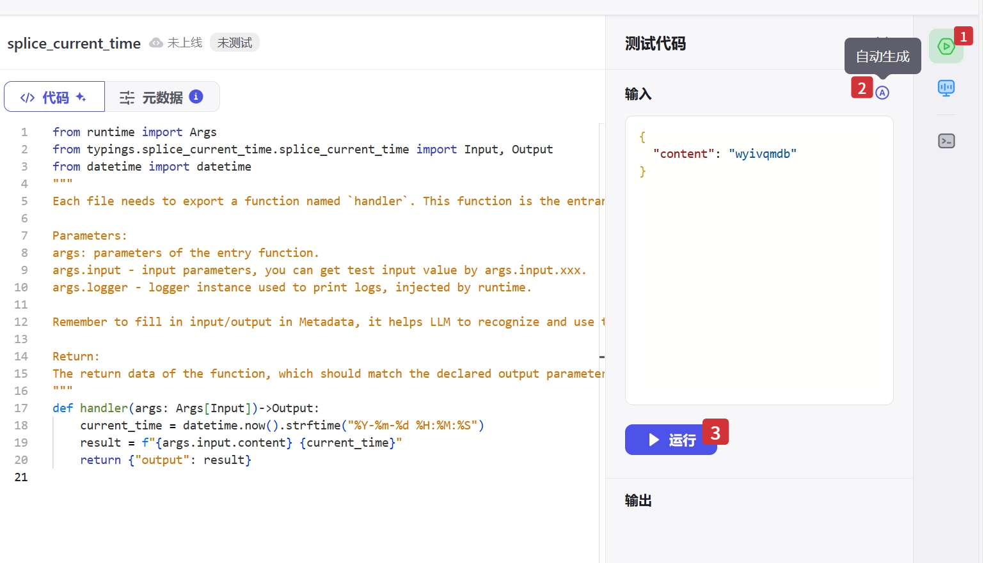 splice_current_time 未上线 未测试
代码 元数据
1 from runtime import Args
2 from typings.splice_current_time.splice_current_time import Input, Output
3 from datetime import datetime
4 """
5 Each file needs to export a function named `handler`. This function is the entran
6
7 Parameters:
8 args: parameters of the entry function.
9 args.input - input parameters, you can get test input value by args.input.xxx.
10 args.logger - logger instance used to print logs, injected by runtime.
11
12 Remember to fill in input/output in Metadata, it helps LLM to recognize and use t
13
14 Return:
15 The return data of the function, which should match the declared output parameter
16 """
17 def handler(args: Args[Input])->Output:
18     current_time = datetime.now().strftime("%Y-%m-%d %H:%M:%S")
19     result = f"{args.input.content} {current_time}"
20     return {"output": result}
21
测试代码
自动生成
1
输入
2
A
{
  "content": "wyivqmdb"
}
运行
3
输出